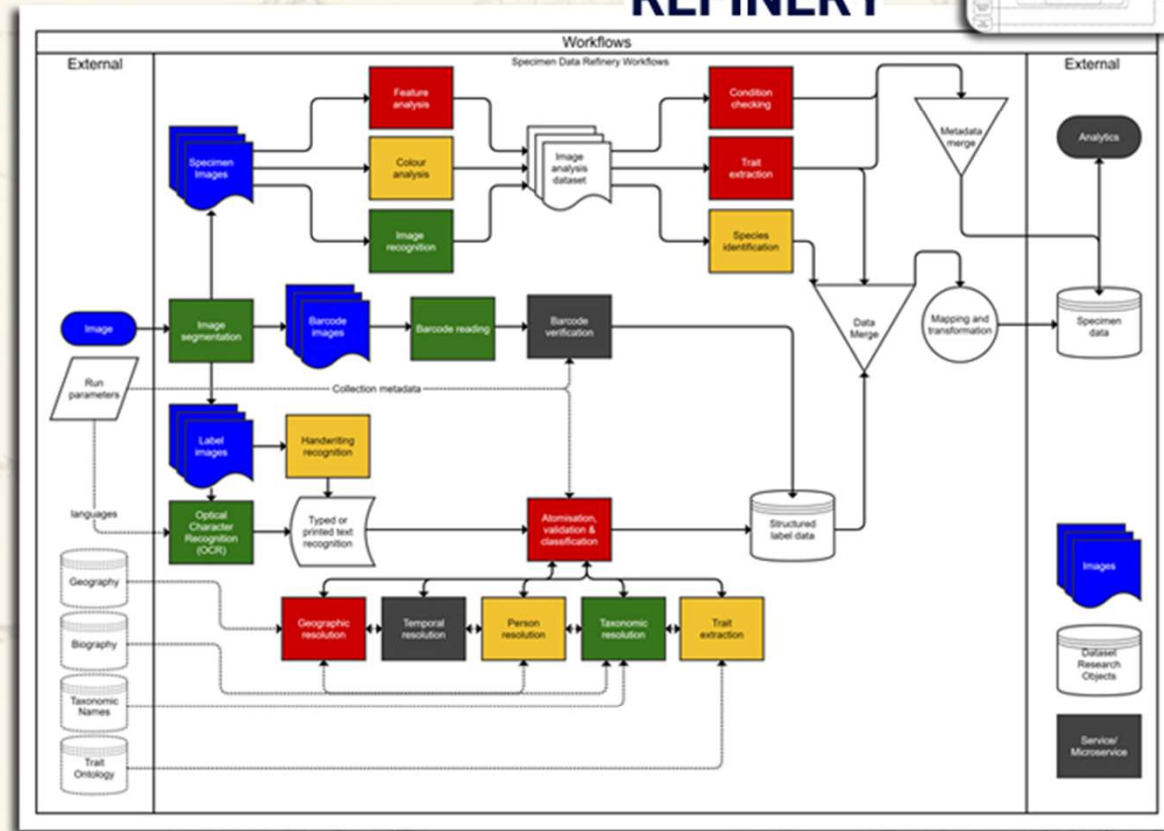 REFINERY
Workflows
External
Specimen Data Refinery Workflows
External
Feature
analysis
Condition
checking
Metadata
merge
Analytics
Specimen
Images
Colour
analysis
Image
analysis
dataset
Trait
extraction
Image
recognition
Species
identification
Image
Image
segmentation
Barcode
images
Barcode reading
Barcode
verification
Data
Merge
Mapping and
transformation
Specimen
data
Run
parameters
Collection metadata
Label
images
Handwriting
recognition
languages
Optical
Character
Recognition
(OCR)
Typed or
printed text
recognition
Atomisation,
validation &
classification
Structured
label data
Images
Geography
Geographic
resolution
Temporal
resolution
Person
resolution
Taxonomic
resolution
Trait
extraction
Biography
Dataset
Research
Objects
Taxonomic
Names
Trait
Ontology
Service/
Microservice